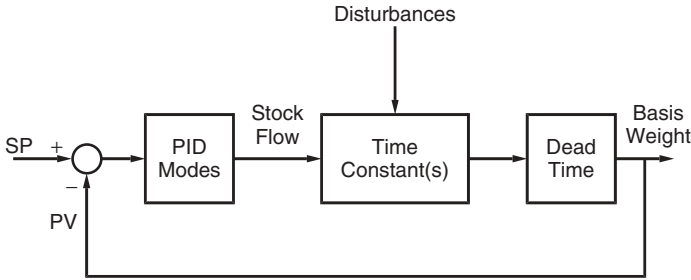 Disturbances
SP
+
−
PV
PID
Modes
Stock
Flow
Time
Constant(s)
Dead
Time
Basis
Weight